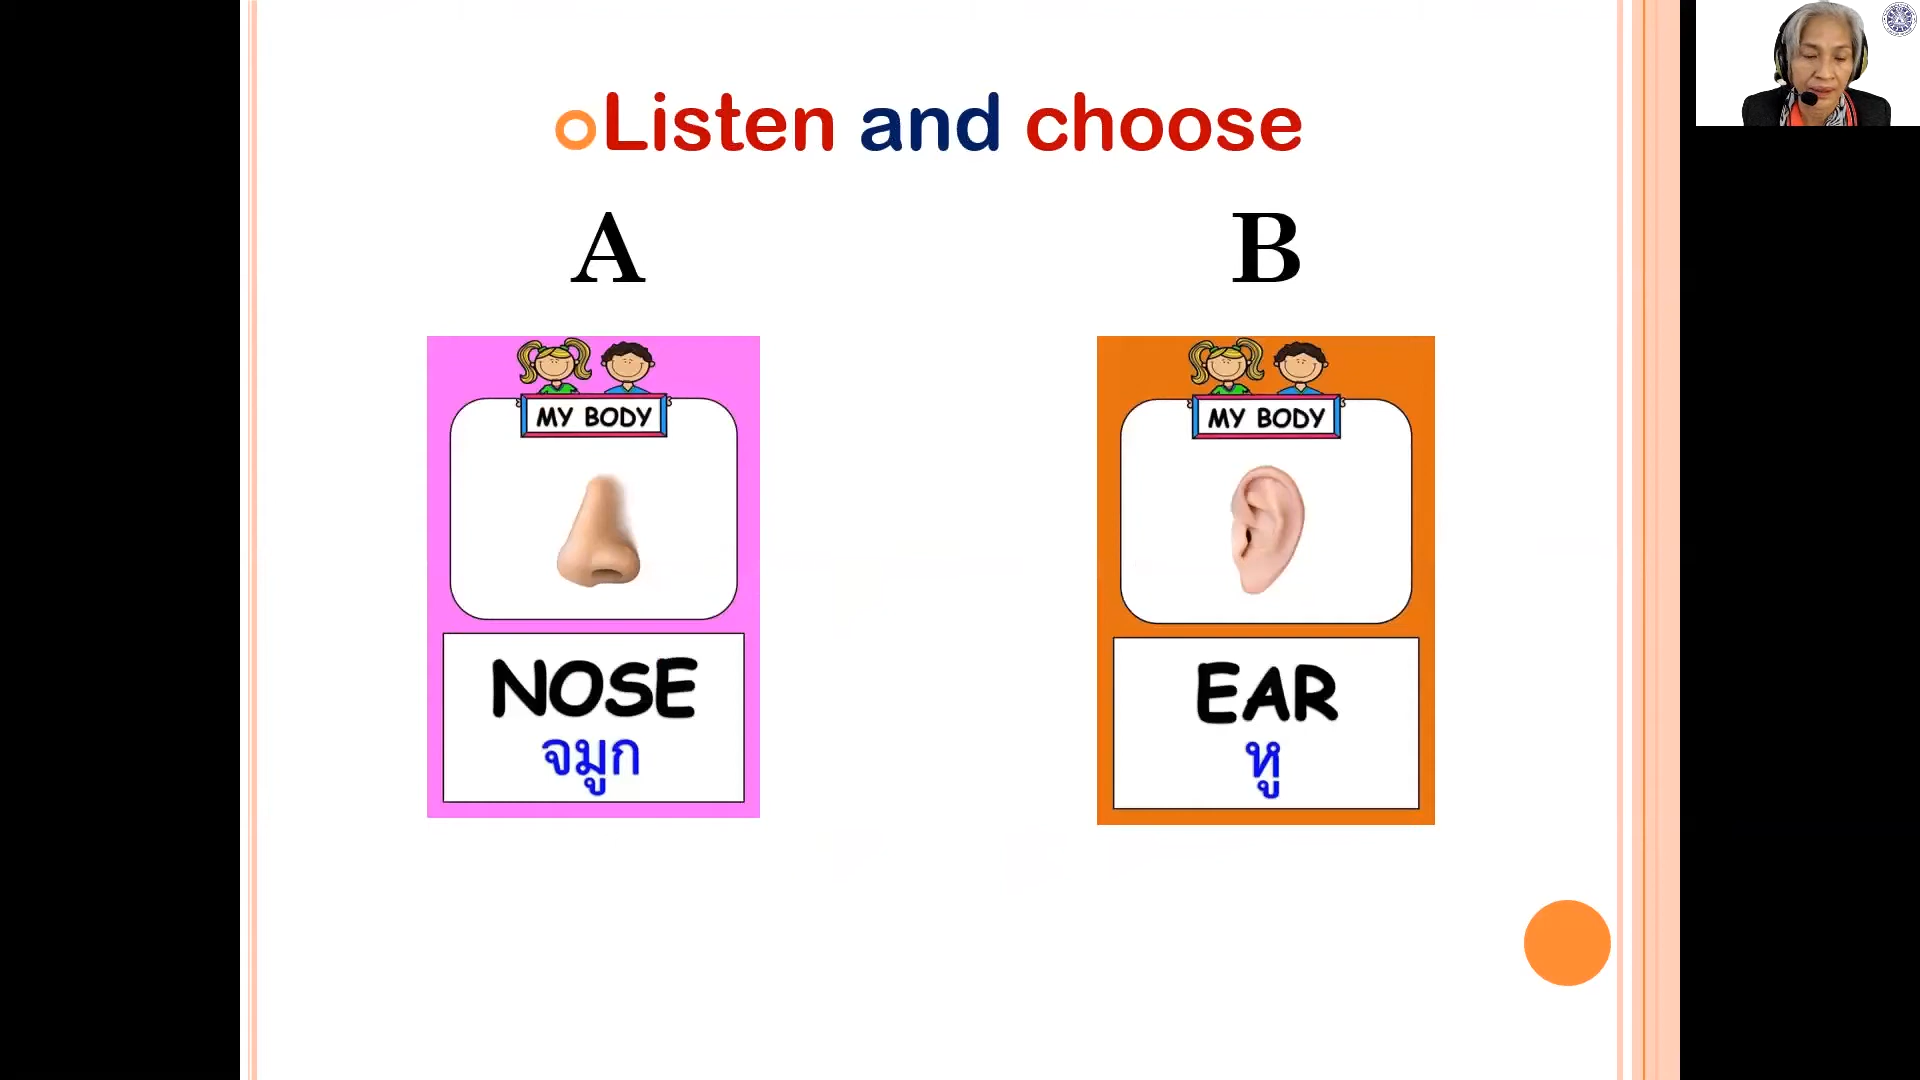 Listen and choose
A
B
MY BODY
NOSE
จมูก
MY BODY
EAR
หู